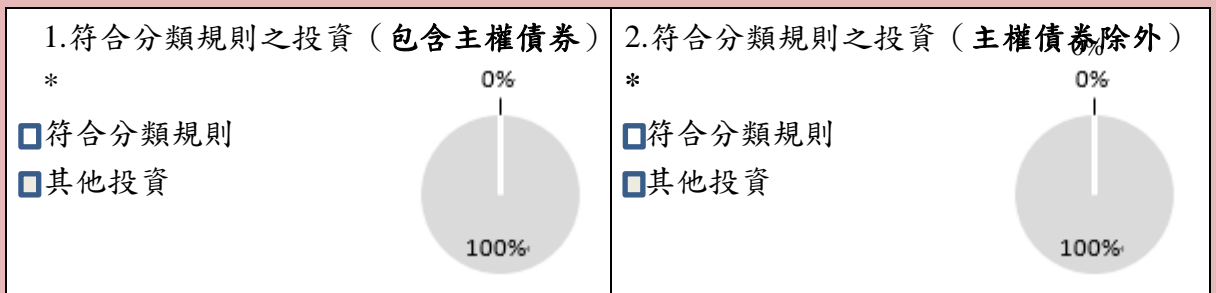 1.符合分類規則之投資（包含主權債券）
*
0%
符合分類規則
其他投資
100%
2.符合分類規則之投資（主權債券除外）
0%
*
0%
符合分類規則
其他投資
100%